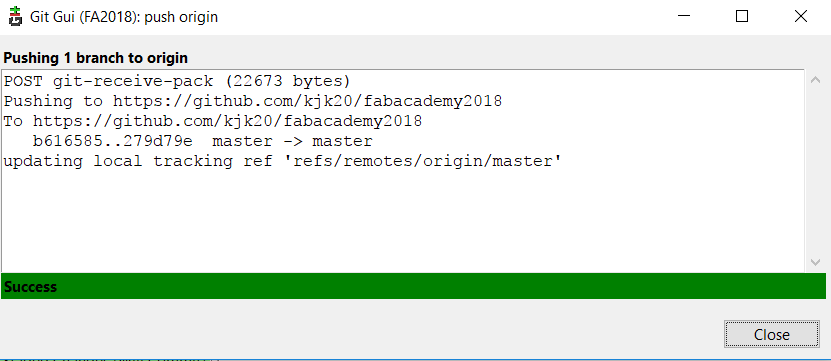 Git Gui (FA2018): push origin
Pushing 1 branch to origin
POST git-receive-pack (22673 bytes)
Pushing to https://github.com/kjk20/fabacademy2018
To https://github.com/kjk20/fabacademy2018
   b616585..279d79e  master -> master
updating local tracking ref 'refs/remotes/origin/master'
Success
Close